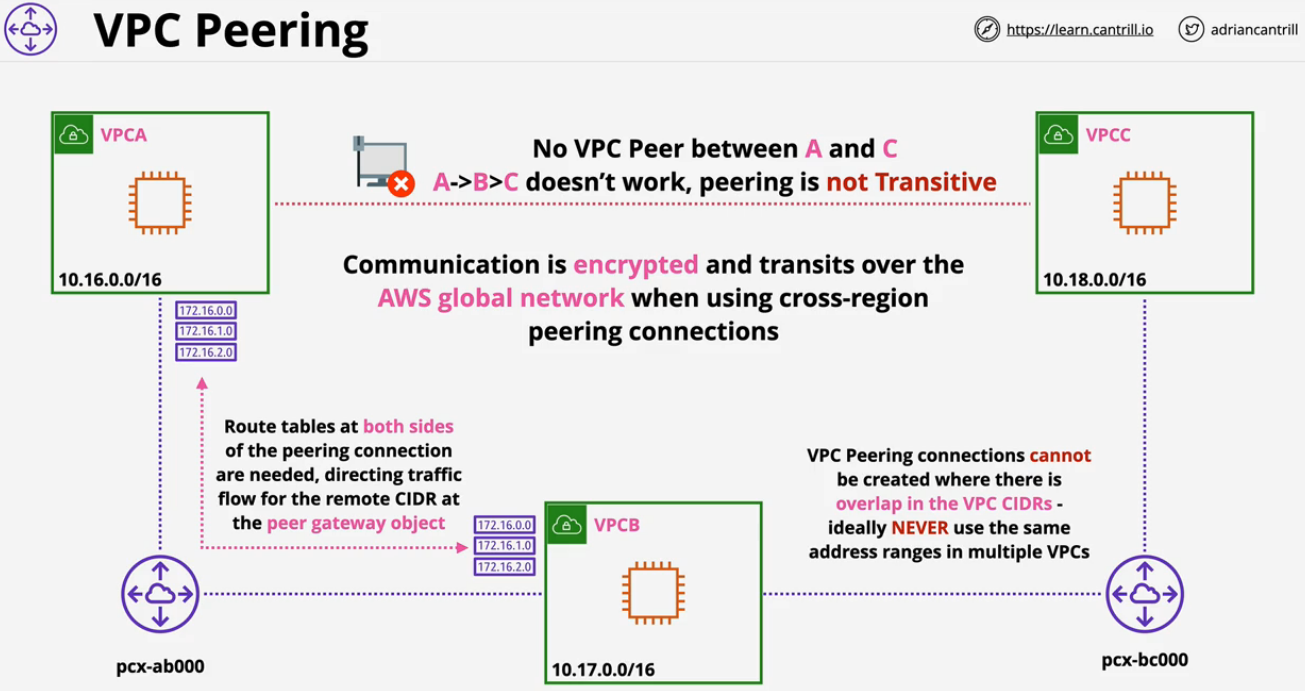 VPC Peering
https://learn.cantrill.io
adriancantrill
VPCA
10.16.0.0/16
No VPC Peer between A and C
A->B>C doesn't work, peering is not Transitive
VPCC
10.18.0.0/16
Communication is encrypted and transits over the
AWS global network when using cross-region
peering connections
172.16.0.0
172.16.1.0
172.16.2.0
Route tables at both sides
of the peering connection
are needed, directing traffic
flow for the remote CIDR at
the peer gateway object
172.16.0.0
172.16.1.0
172.16.2.0
VPCB
10.17.0.0/16
VPC Peering connections cannot
be created where there is
overlap in the VPC CIDRs -
ideally NEVER use the same
address ranges in multiple VPCs
pcx-ab000
pcx-bc000